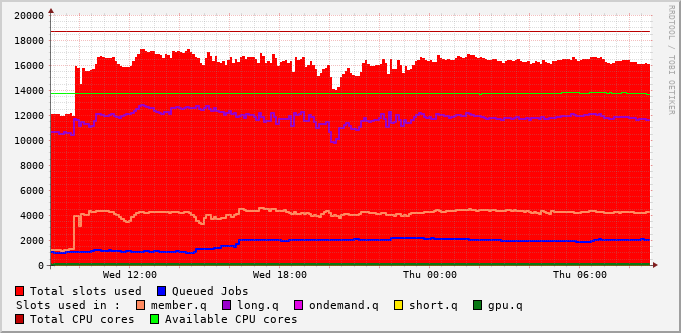 20000
18000
16000
14000
12000
10000
8000
6000
4000
2000
0
Wed 12:00 Wed 18:00 Thu 00:00 Thu 06:00
RRDTOOL / TOBI OETIKER
Total slots used Queued Jobs
Slots used in : member.q long.q ondemand.q short.q gpu.q
Total CPU cores Available CPU cores